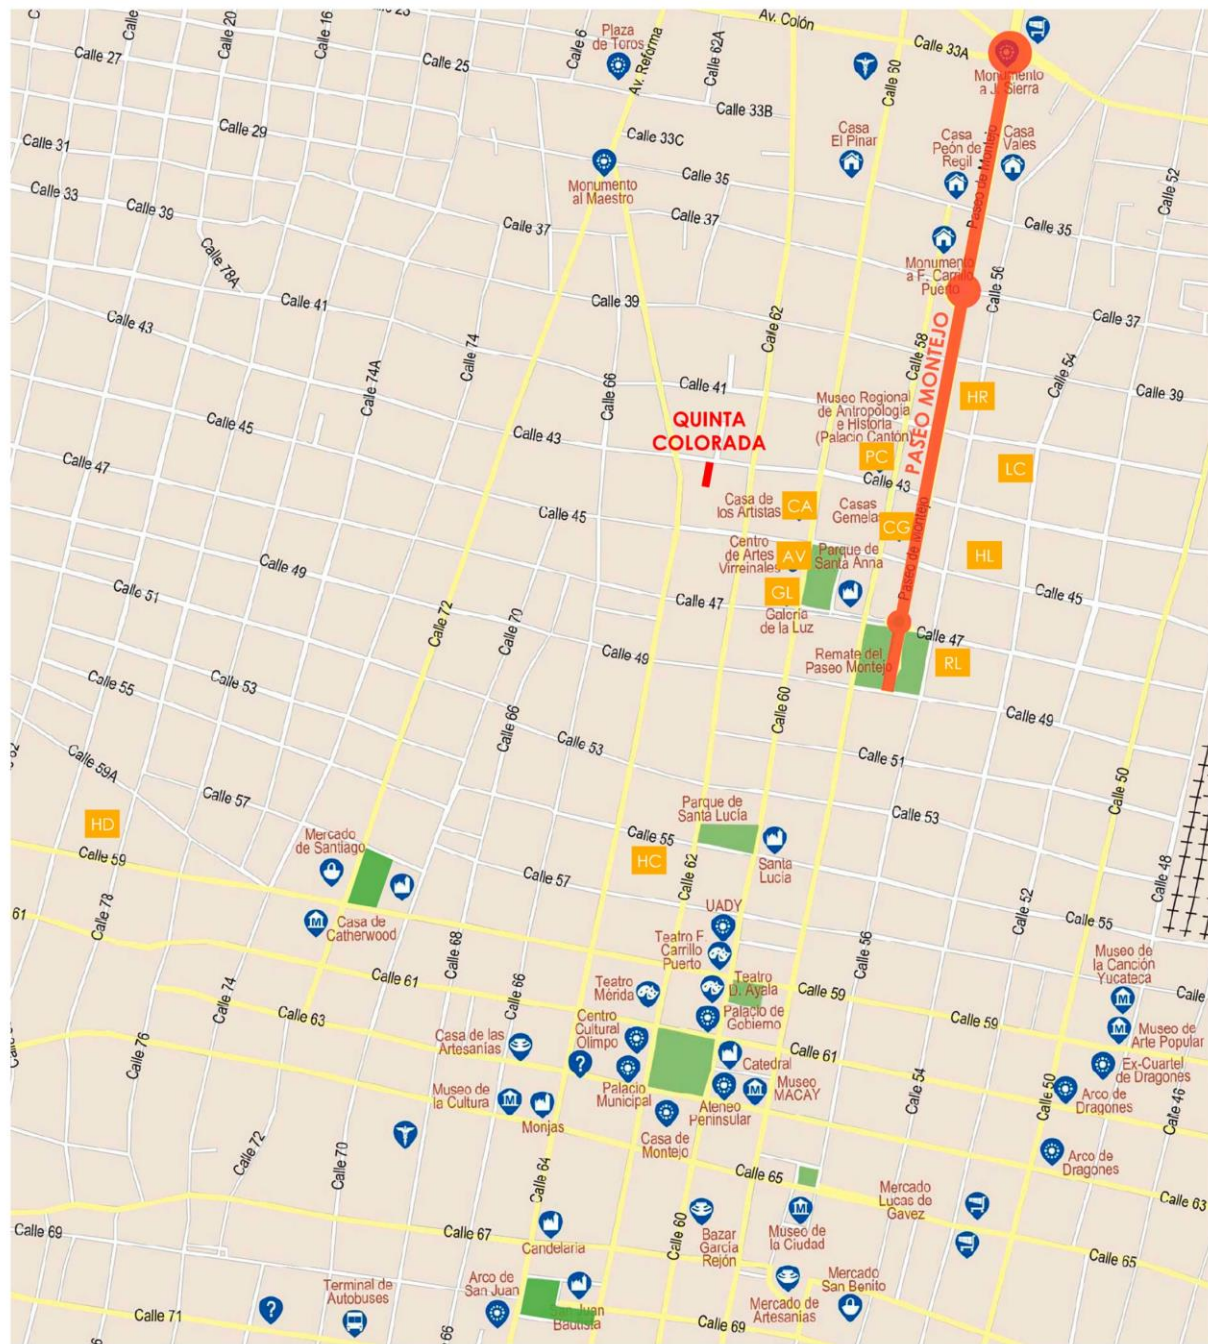 Calle 23
Av. Colón
Calle 20
Calle 16
Calle 6
Plaza
de Toros
Calle 62A
Calle 33A
Calle 27
Calle 25
Av. Reforma
Calle 60
Monumento
a J. Sierra
Calle 33B
Calle 29
Calle 33C
Calle 31
Casa
El Pinar
Casa
Peón de
Regil
Casa
Vales
Paseo de Montejo
Calle 52
Calle 33
Monumento
al Maestro
Calle 35
Calle 39
Calle 37
Calle 37
Calle 35
Calle 78A
Monumento
a F. Carrillo
Puerto
Calle 56
Calle 41
Calle 39
Calle 37
Calle 43
Calle 74
Calle 62
Calle 58
PASEO MONTEJO
Calle 54
Calle 74A
Calle 66
Calle 41
Calle 39
Museo Regional
de Antropología
e Historia
(Palacio Cantón)
HR
QUINTA
COLORADA
Calle 45
Calle 43
PC
LC
Calle 47
Calle 43
Casa de
los Artistas
CA
Casas
Gemelas
CG
Calle 45
Centro
de Artes
Virreinales
AV
Parque de
Santa Anna
Paseo de Montejo
HL
Calle 49
Calle 51
Calle 47
GL
Galería
de la Luz
Calle 45
Calle 72
Calle 70
Calle 47
Calle 49
Remate del
Paseo Montejo
RL
Calle 55
Calle 53
Calle 60
Calle 49
Calle 66
Calle 53
Calle 51
Calle 59A
Calle 50
Calle 57
Parque de
Santa Lucía
Calle 53
HD
Mercado
de Santiago
Calle 55
HC
Santa
Lucía
Calle 59
Calle 57
Calle 62
Calle 48
Calle 52
61
Calle 78
Casa de
Catherwood
UADY
Calle 55
Calle 68
Teatro F.
Carrillo
Puerto
Calle 56
Museo de
la Canción
Yucateca
Calle 61
Teatro
Mérida
Teatro
D. Ayala
Calle 59
Calle
Calle 74
Calle 66
Calle 63
Palacio de
Gobierno
Calle 59
Casa de las
Artesanías
Centro
Cultural
Olimpo
Museo de
Arte Popular
Calle 76
Catedral
Calle 61
Ex-Cuartel
de Dragones
Museo de
la Cultura
Palacio
Municipal
Museo
MACAY
Calle 54
Calle 50
Arco de
Dragones
Calle 46
Monjas
Ateneo
Peninsular
Calle 72
Calle 70
Casa de
Montejo
Arco de
Dragones
Calle 64
Calle 65
Mercado
Lucas de
Gavez
Calle 63
Calle 69
Calle 67
Candelaria
Calle 60
Bazar
García
Rejón
Museo de
la Ciudad
Calle 65
Terminal de
Autobuses
Arco de
San Juan
Mercado
San Benito
Calle 71
San Juan
Bautista
Mercado de
Artesanías
66
Calle 69